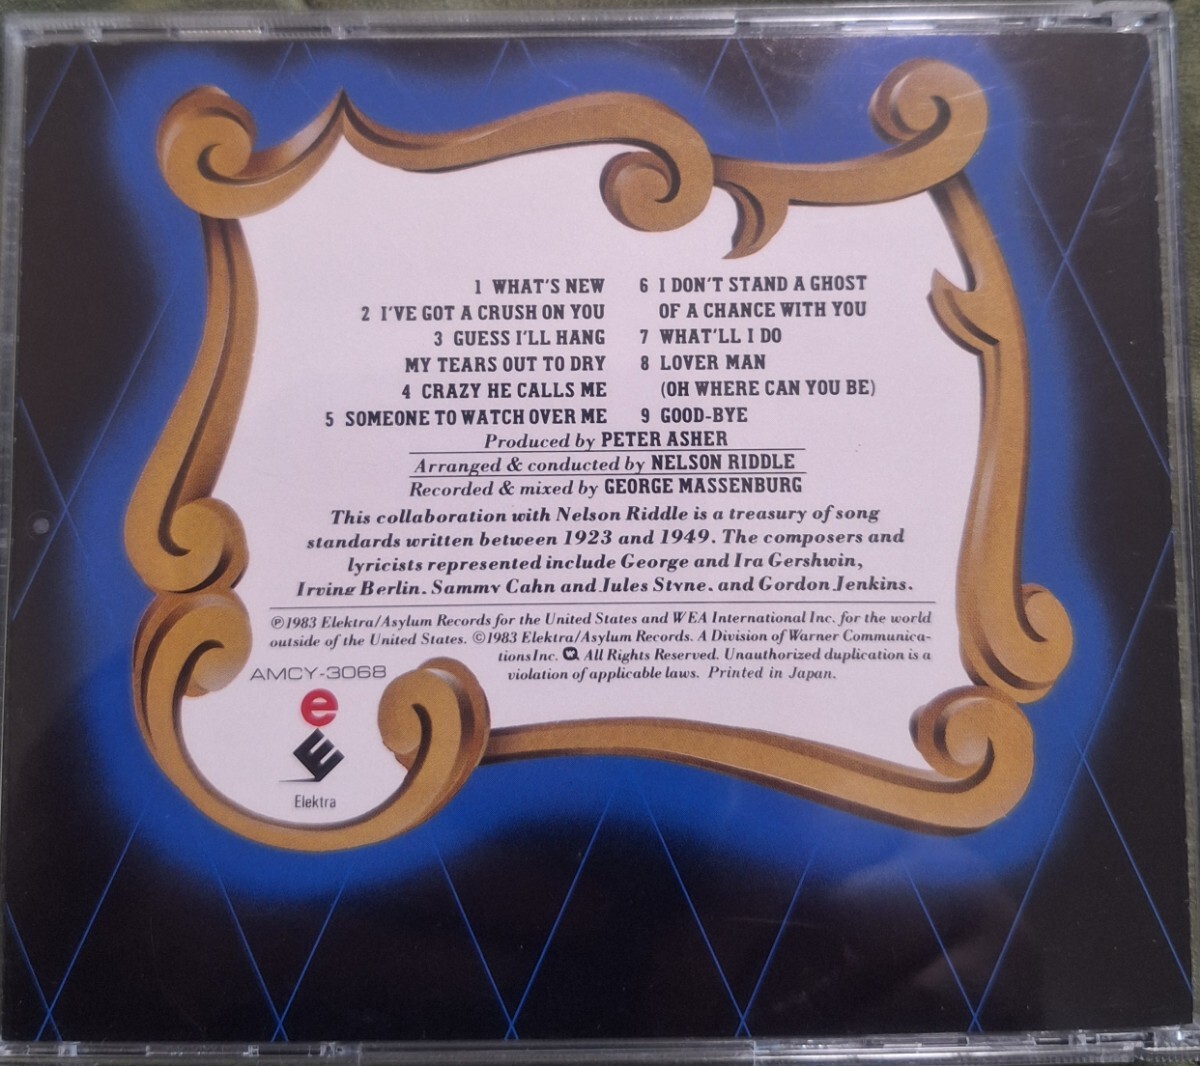 1 WHAT'S NEW
2 I'VE GOT A CRUSH ON YOU
3 GUESS I'LL HANG
MY TEARS OUT TO DRY
4 CRAZY HE CALLS ME
5 SOMEONE TO WATCH OVER ME
6 I DON'T STAND A GHOST
OF A CHANCE WITH YOU
7 WHAT'LL I DO
8 LOVER MAN
(OH WHERE CAN YOU BE)
9 GOOD-BYE
Produced by PETER ASHER
Arranged & conducted by NELSON RIDDLE
Recorded & mixed by GEORGE MASSENBURG
This collaboration with Nelson Riddle is a treasury of song
standards written between 1923 and 1949. The composers and
lyricists represented include George and Ira Gershwin,
Irving Berlin, Sammy Cahn and Jules Styne, and Gordon Jenkins.
℗1983 Elektra/Asylum Records for the United States and WEA International Inc. for the world
outside of the United States. ©1983 Elektra/Asylum Records. A Division of Warner Communica-
tions Inc. W All Rights Reserved. Unauthorized duplication is a
violation of applicable laws. Printed in Japan.
AMCY-3068
e
E
Elektra